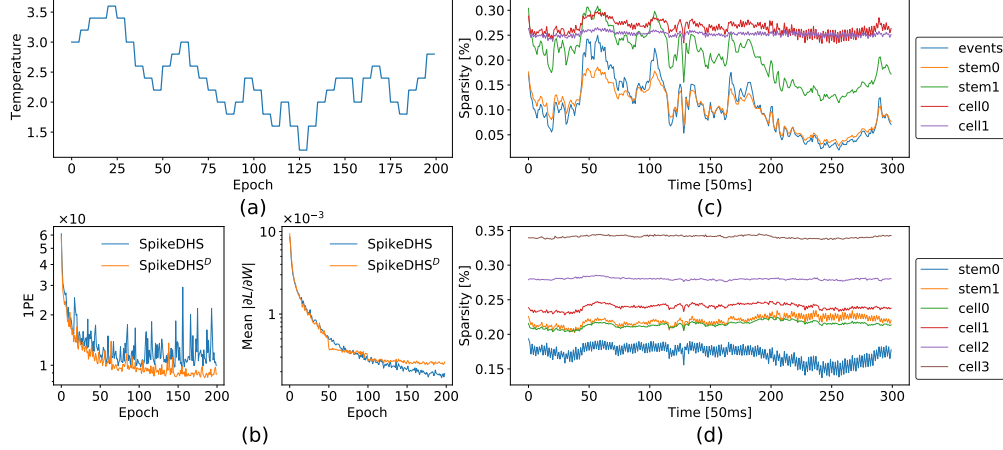 Temperature
3.5
3.0
2.5
2.0
1.5
0 25 50 75 100 125 150 175 200
Epoch
(a)
Sparsity [%]
0.30
0.25
0.20
0.15
0.10
0.05
0 50 100 150 200 250 300
Time [50ms]
(c)
events
stem0
stem1
cell0
cell1
×10
1PE
6
4
3
2
1
SpikeDHS
SpikeDHS^D
0 50 100 150 200
Epoch
×10⁻³
Mean |∂L/∂W|
10
1
SpikeDHS
SpikeDHS^D
0 50 100 150 200
Epoch
(b)
Sparsity [%]
0.35
0.30
0.25
0.20
0.15
0 50 100 150 200 250 300
Time [50ms]
(d)
stem0
stem1
cell0
cell1
cell2
cell3